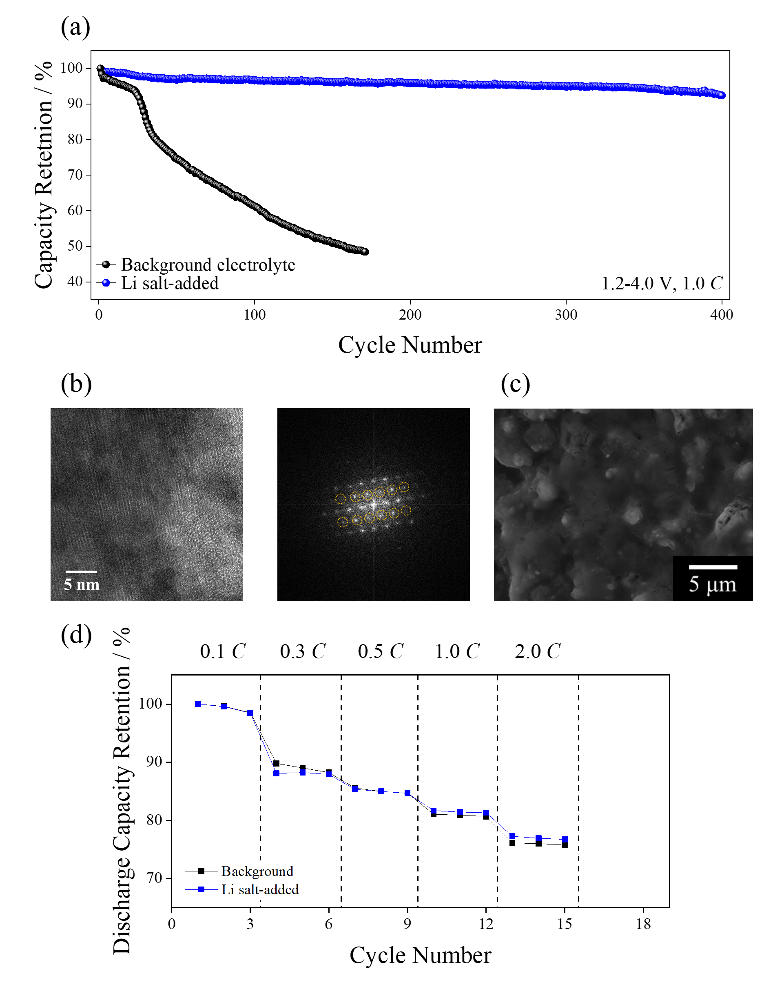 (a)
Capacity Retetnion / %
100
90
80
70
60
50
40
Background electrolyte
Li salt-added
1.2-4.0 V, 1.0 C
0 100 200 300 400
Cycle Number
(b)
(c)
5 nm
5 μm
(d)
Discharge Capacity Retention / %
0.1 C 0.3 C 0.5 C 1.0 C 2.0 C
100
90
80
70
Background
Li salt-added
0 3 6 9 12 15 18
Cycle Number